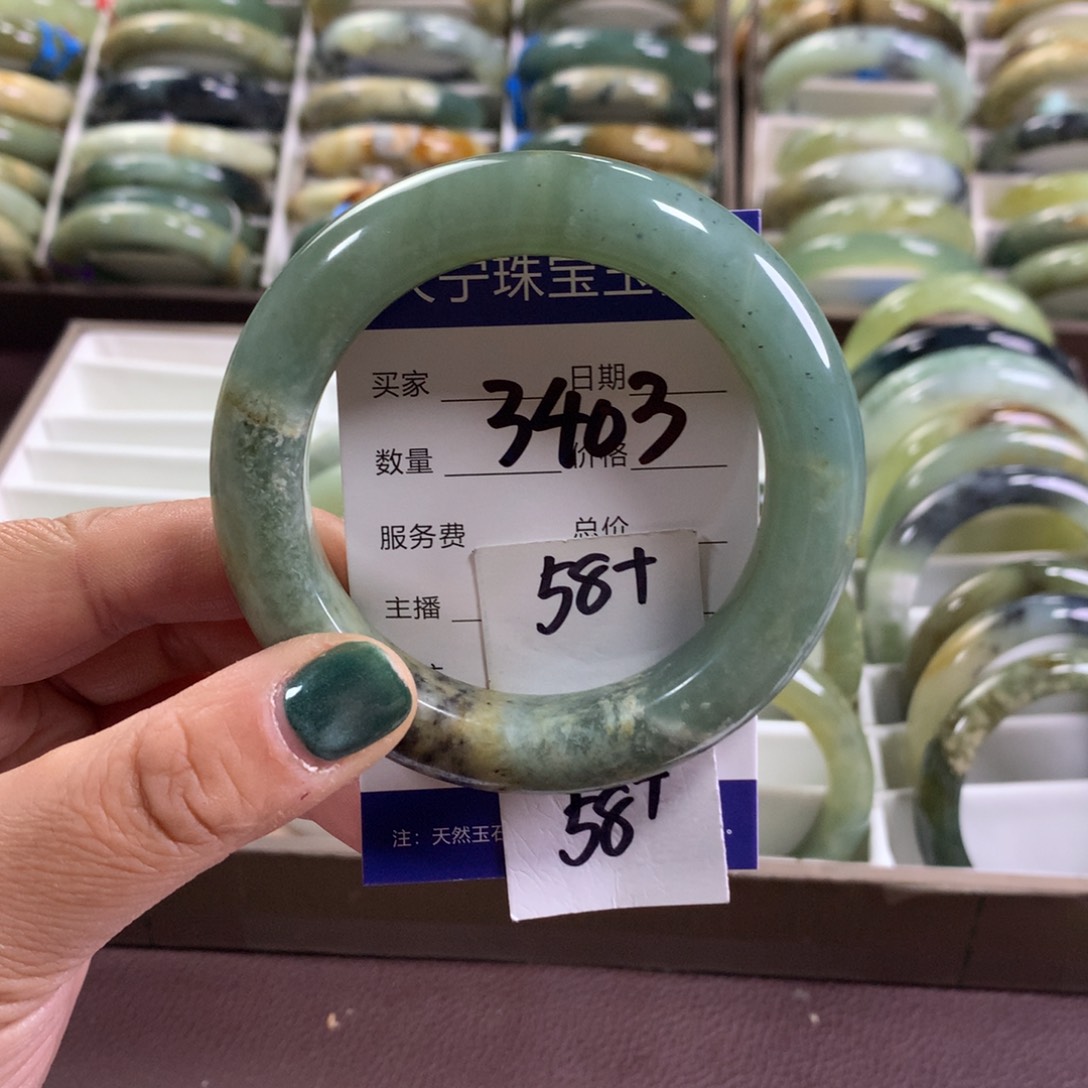 宁珠宝玉
买家 日期
3403
数量 价格
服务费 总价
58+
主播
58+
注：天然玉石